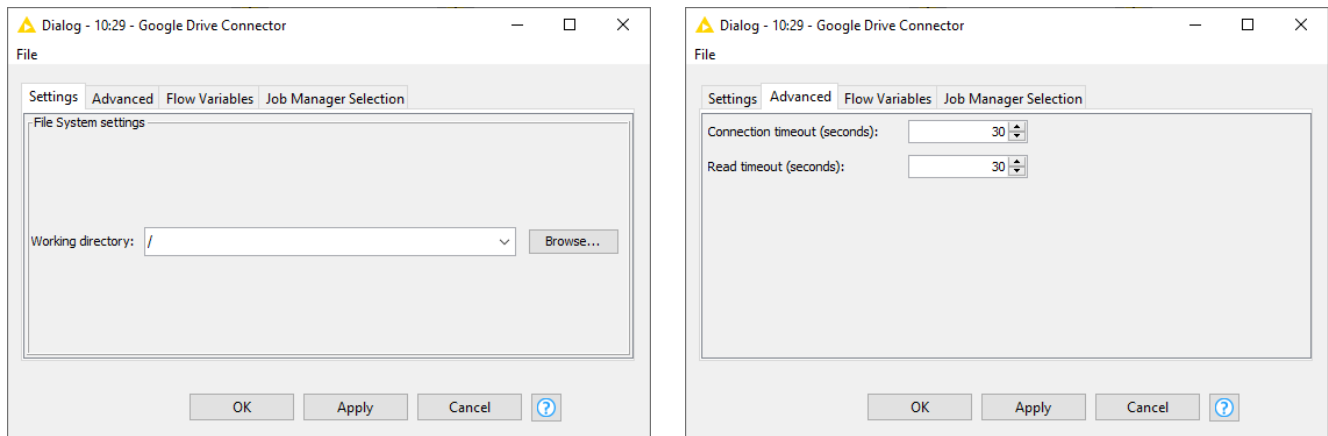 Dialog - 10:29 - Google Drive Connector
File
Settings Advanced Flow Variables Job Manager Selection
File System settings
Working directory: / Browse...
OK Apply Cancel ?
Dialog - 10:29 - Google Drive Connector
File
Settings Advanced Flow Variables Job Manager Selection
Connection timeout (seconds): 30
Read timeout (seconds): 30
OK Apply Cancel ?